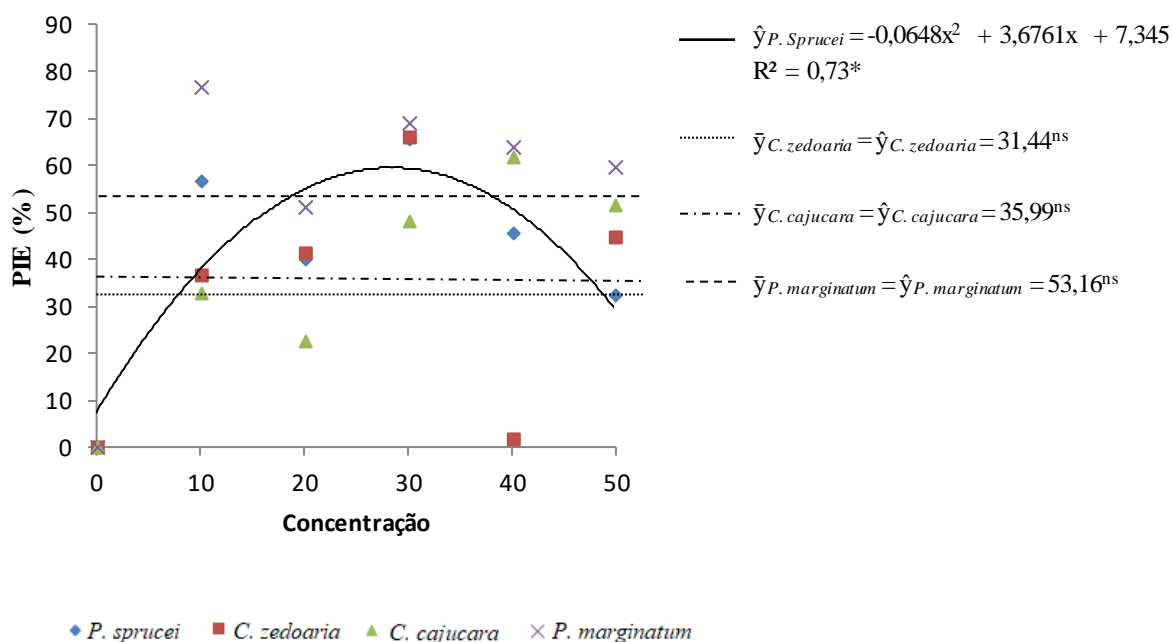 PIE (%)
90
80
70
60
50
40
30
20
10
0
0 10 20 30 40 50
Concentração
ŷP. Sprucei = -0,0648x² + 3,6761x + 7,345
R² = 0,73*
ȳC. zedoaria = ŷC. zedoaria = 31,44ns
ȳC. cajucara = ŷC. cajucara = 35,99ns
ȳP. marginatum = ŷP. marginatum = 53,16ns
P. sprucei C. zedoaria C. cajucara P. marginatum